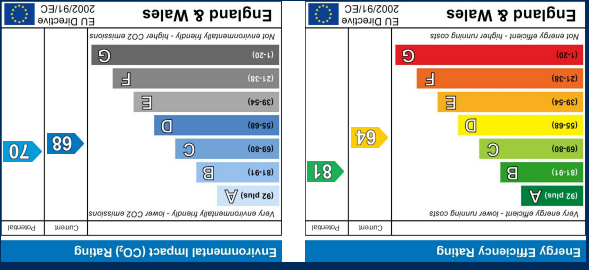 Energy Efficiency Rating
Current Potential
Very energy efficient - lower running costs
(92 plus) A
(81-91) B
(69-80) C
(55-68) D
(39-54) E
(21-38) F
(1-20) G
64
81
Not energy efficient - higher running costs
England & Wales
EU Directive
2002/91/EC
Environmental Impact (CO₂) Rating
Current Potential
Very environmentally friendly - lower CO2 emissions
(92 plus) A
(81-91) B
(69-80) C
(55-68) D
(39-54) E
(21-38) F
(1-20) G
68
70
Not environmentally friendly - higher CO2 emissions
England & Wales
EU Directive
2002/91/EC